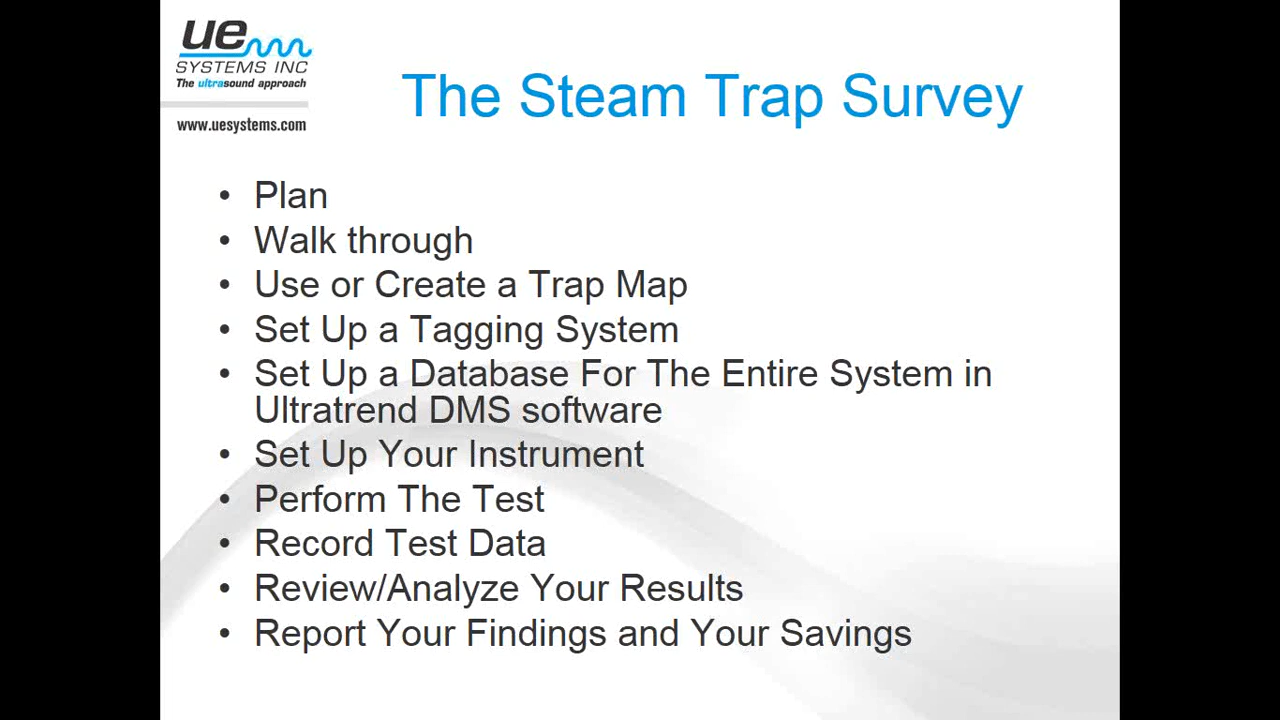 ue
SYSTEMS INC
The ultrasound approach
www.uesystems.com
The Steam Trap Survey
• Plan
• Walk through
• Use or Create a Trap Map
• Set Up a Tagging System
• Set Up a Database For The Entire System in
Ultratrend DMS software
• Set Up Your Instrument
• Perform The Test
• Record Test Data
• Review/Analyze Your Results
• Report Your Findings and Your Savings